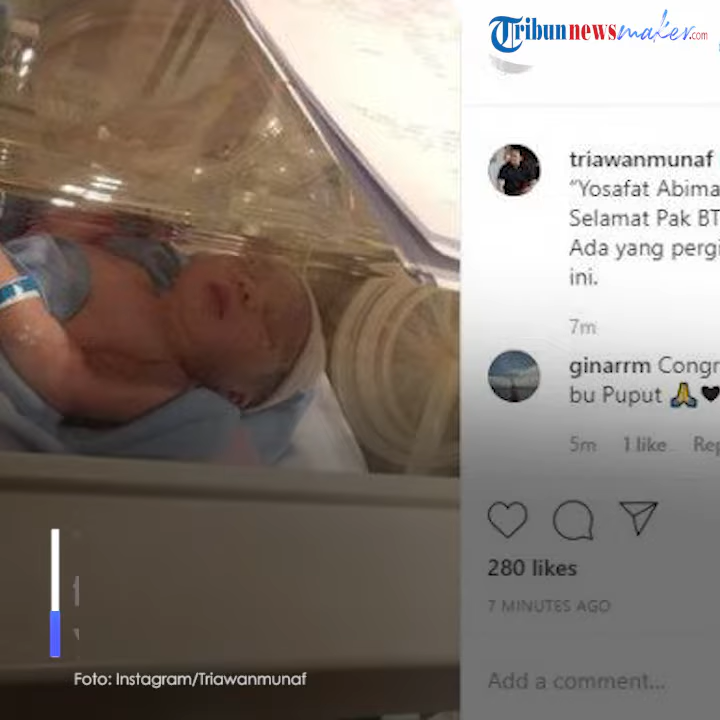 Tribunnewsmaker.com
triawanmunaf
“Yosafat Abima
Selamat Pak BT
Ada yang pergi
ini.
7m
ginarrm Congr
bu Puput 🙏🖤
5m 1 like Rep
280 likes
7 MINUTES AGO
Add a comment...
Foto: Instagram/Triawanmunaf